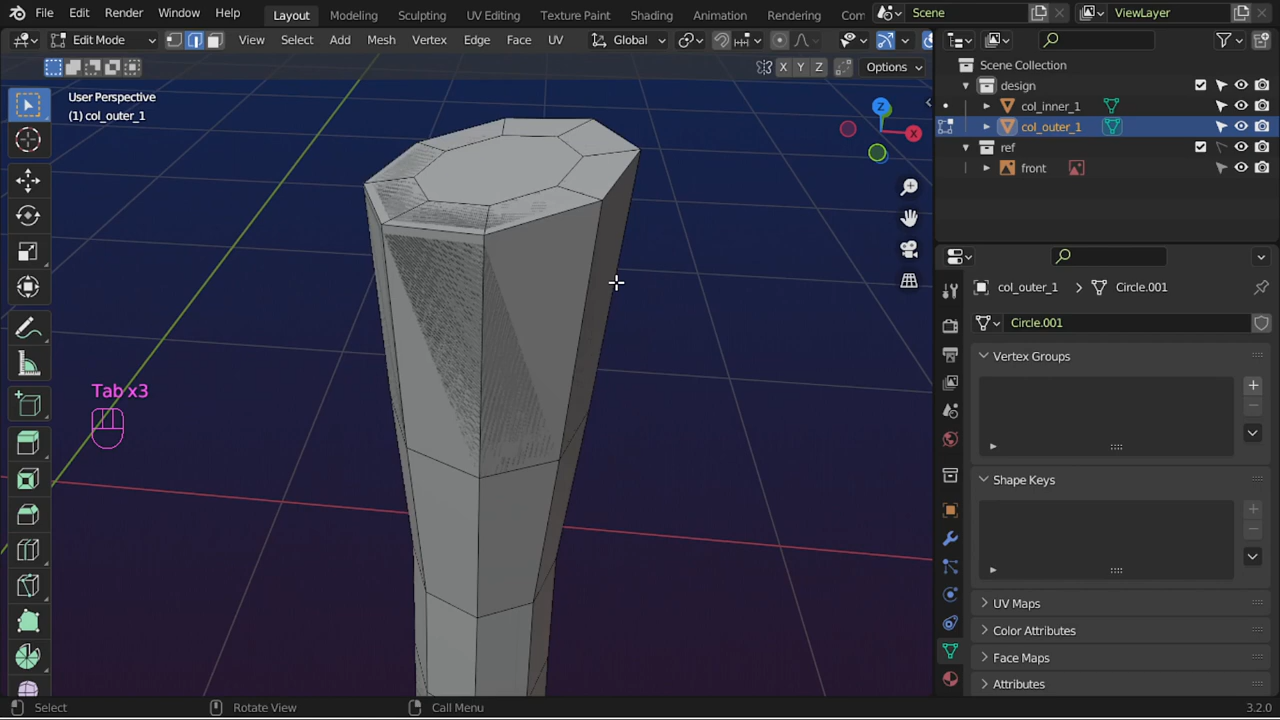 File Edit Render Window Help Layout Modeling Sculpting UV Editing Texture Paint Shading Animation Rendering Com Scene ViewLayer
Edit Mode View Select Add Mesh Vertex Edge Face UV Global
X Y Z Options
Scene Collection
design
col_inner_1
col_outer_1
ref
front
User Perspective
(1) col_outer_1
Z
X
Tab x3
col_outer_1 Circle.001
Circle.001
Vertex Groups
Shape Keys
UV Maps
Color Attributes
Face Maps
Attributes
Select Rotate View Call Menu 3.2.0